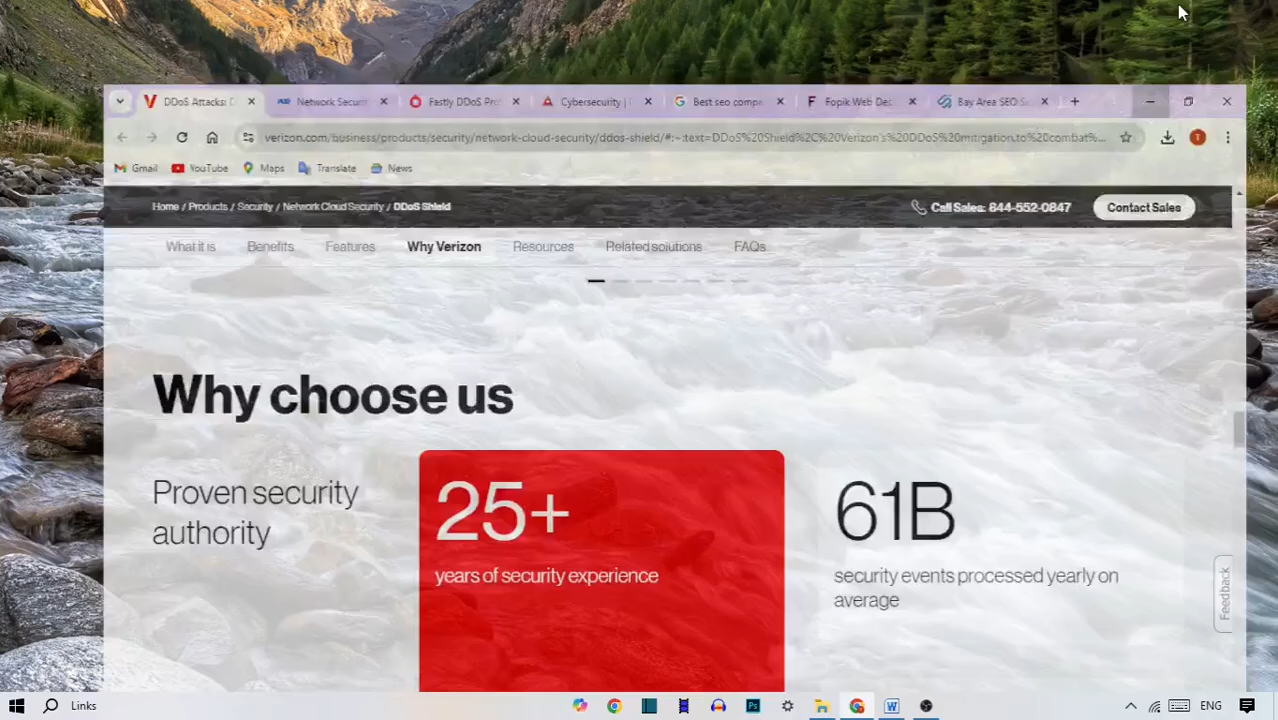 DDoS Attacks:
Network Securi
Fastly DDoS Pro
Cybersecurity |
Best seo compa
Fopik Web Dec
Bay Area SEO S
verizon.com/business/products/security/network-cloud-security/ddos-shield/#:~:text=DDoS%20Shield%2C%20Verizon's%20DDoS%20mitigation,to%20combat%...
T
Gmail
YouTube
Maps
Translate
News
Home / Products / Security / Network Cloud Security / DDoS Shield
Call Sales: 844-552-0847
Contact Sales
What it is
Benefits
Features
Why Verizon
Resources
Related solutions
FAQs
Why choose us
Proven security
authority
25+
years of security experience
61B
security events processed yearly on
average
Feedback
Links
ENG